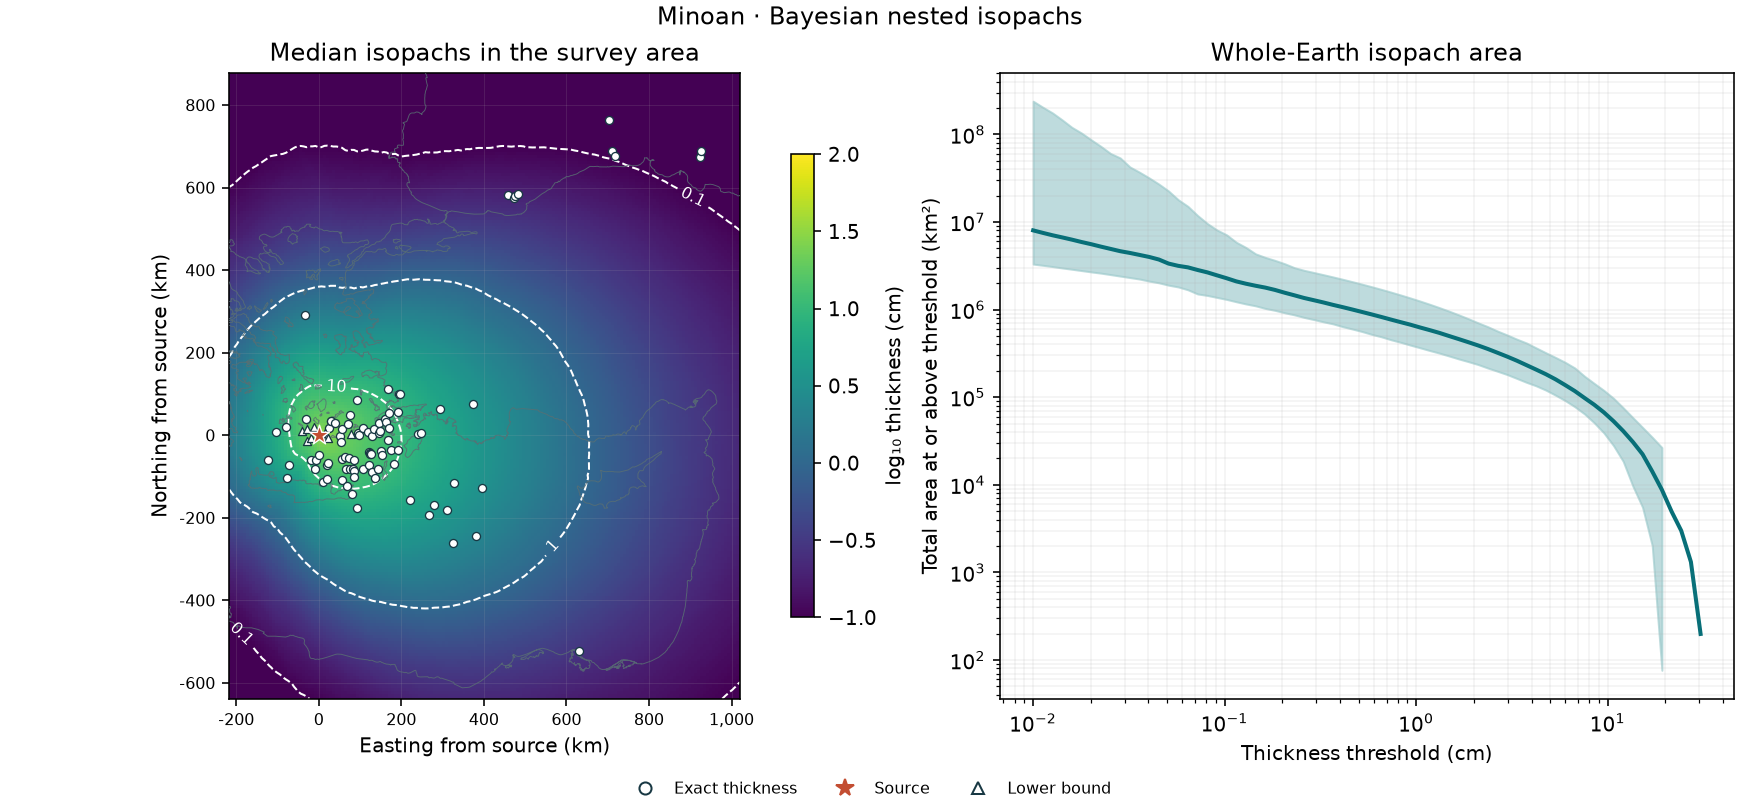 Minoan · Bayesian nested isopachs
Median isopachs in the survey area
Northing from source (km)
800
600
400
200
0
-200
-400
-600
-200 0 200 400 600 800 1,000
Easting from source (km)
0.1
10
1
0.1
2.0
1.5
1.0
0.5
0.0
−0.5
−1.0
log₁₀ thickness (cm)
Whole-Earth isopach area
Total area at or above threshold (km²)
10⁸
10⁷
10⁶
10⁵
10⁴
10³
10²
10⁻² 10⁻¹ 10⁰ 10¹
Thickness threshold (cm)
Exact thickness Source Lower bound